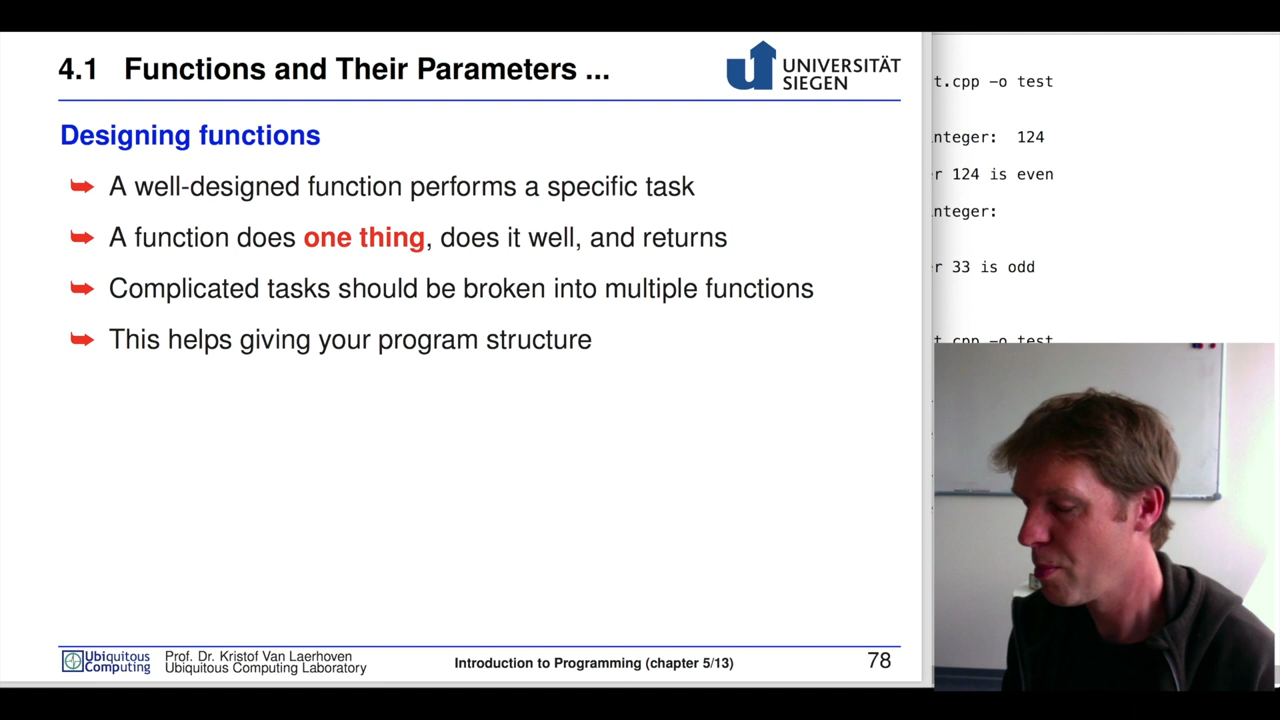 4.1 Functions and Their Parameters ...
UNIVERSITÄT
SIEGEN
Designing functions
A well-designed function performs a specific task
A function does one thing, does it well, and returns
Complicated tasks should be broken into multiple functions
This helps giving your program structure
Ubiquitous
Computing
Prof. Dr. Kristof Van Laerhoven
Ubiquitous Computing Laboratory
Introduction to Programming (chapter 5/13)
78
t.cpp -o test
nteger: 124
r 124 is even
nteger:
r 33 is odd
t.cpp -o test